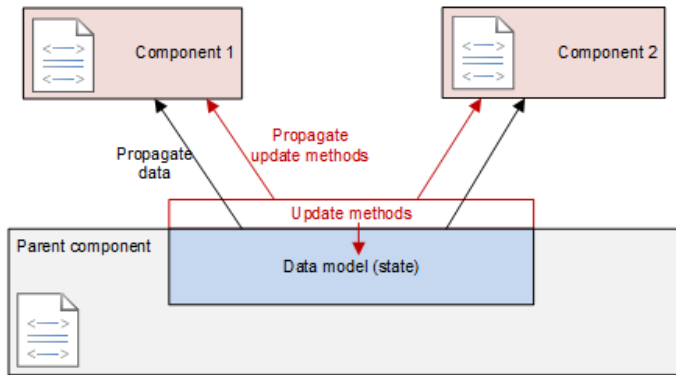 Component 1
Component 2
Propagate
update methods
Propagate
data
Update methods
Parent component
Data model (state)